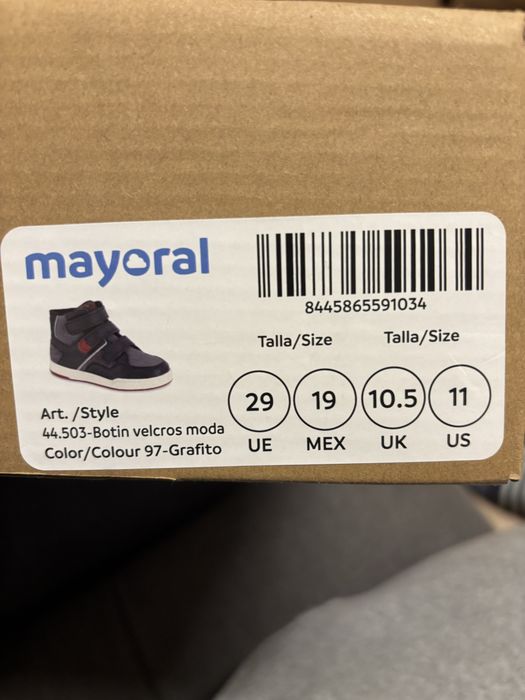 mayoral
8445865591034
Talla/Size Talla/Size
Art. /Style
44.503-Botin velcros moda
Color/Colour 97-Grafito
29 19 10.5 11
UE MEX UK US